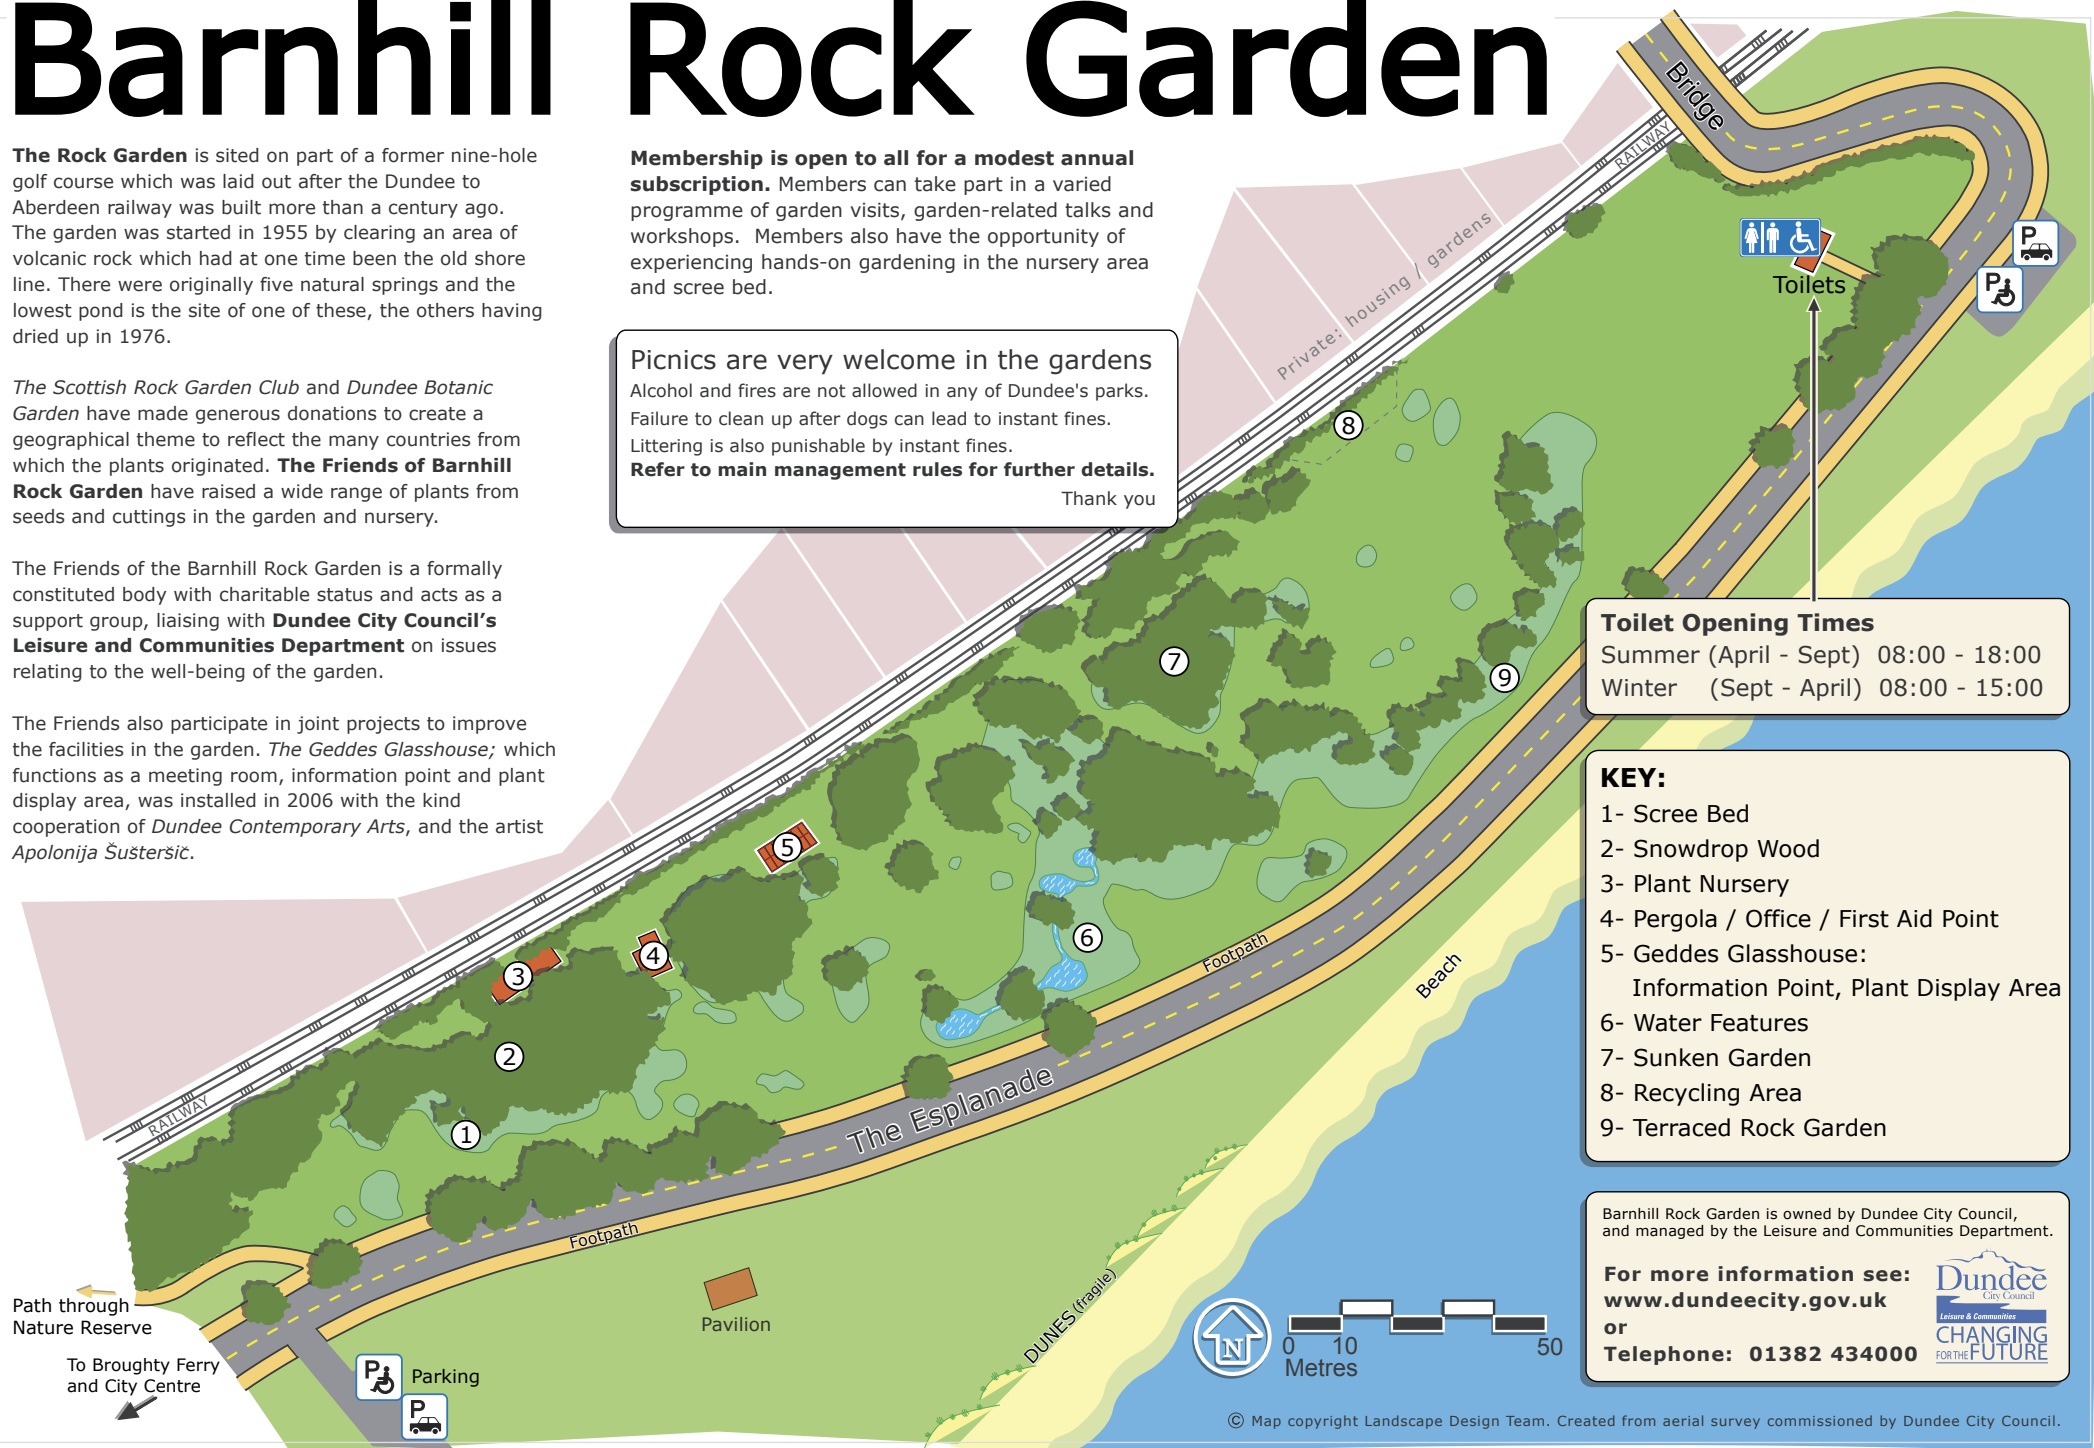 Barnhill Rock Garden
The Rock Garden is sited on part of a former nine-hole
golf course which was laid out after the Dundee to
Aberdeen railway was built more than a century ago.
The garden was started in 1955 by clearing an area of
volcanic rock which had at one time been the old shore
line. There were originally five natural springs and the
lowest pond is the site of one of these, the others having
dried up in 1976.
The Scottish Rock Garden Club and Dundee Botanic
Garden have made generous donations to create a
geographical theme to reflect the many countries from
which the plants originated. The Friends of Barnhill
Rock Garden have raised a wide range of plants from
seeds and cuttings in the garden and nursery.
The Friends of the Barnhill Rock Garden is a formally
constituted body with charitable status and acts as a
support group, liaising with Dundee City Council's
Leisure and Communities Department on issues
relating to the well-being of the garden.
The Friends also participate in joint projects to improve
the facilities in the garden. The Geddes Glasshouse; which
functions as a meeting room, information point and plant
display area, was installed in 2006 with the kind
cooperation of Dundee Contemporary Arts, and the artist
Apolonija Šušteršič.
Membership is open to all for a modest annual
subscription. Members can take part in a varied
programme of garden visits, garden-related talks and
workshops. Members also have the opportunity of
experiencing hands-on gardening in the nursery area
and scree bed.
Picnics are very welcome in the gardens
Alcohol and fires are not allowed in any of Dundee's parks.
Failure to clean up after dogs can lead to instant fines.
Littering is also punishable by instant fines.
Refer to main management rules for further details.
Thank you
Bridge
RAILWAY
Private: housing / gardens
Toilets
P
P
8
7
9
5
4
3
6
2
1
RAILWAY
Footpath
The Esplanade
Footpath
Beach
DUNES (fragile)
Pavilion
Path through
Nature Reserve
To Broughty Ferry
and City Centre
P
Parking
P
N
0 10 50
Metres
Toilet Opening Times
Summer (April - Sept) 08:00 - 18:00
Winter (Sept - April) 08:00 - 15:00
KEY:
1- Scree Bed
2- Snowdrop Wood
3- Plant Nursery
4- Pergola / Office / First Aid Point
5- Geddes Glasshouse:
Information Point, Plant Display Area
6- Water Features
7- Sunken Garden
8- Recycling Area
9- Terraced Rock Garden
Barnhill Rock Garden is owned by Dundee City Council,
and managed by the Leisure and Communities Department.
For more information see:
www.dundeecity.gov.uk
or
Telephone: 01382 434000
Dundee
City Council
Leisure & Communities
CHANGING
FOR THE FUTURE
© Map copyright Landscape Design Team. Created from aerial survey commissioned by Dundee City Council.